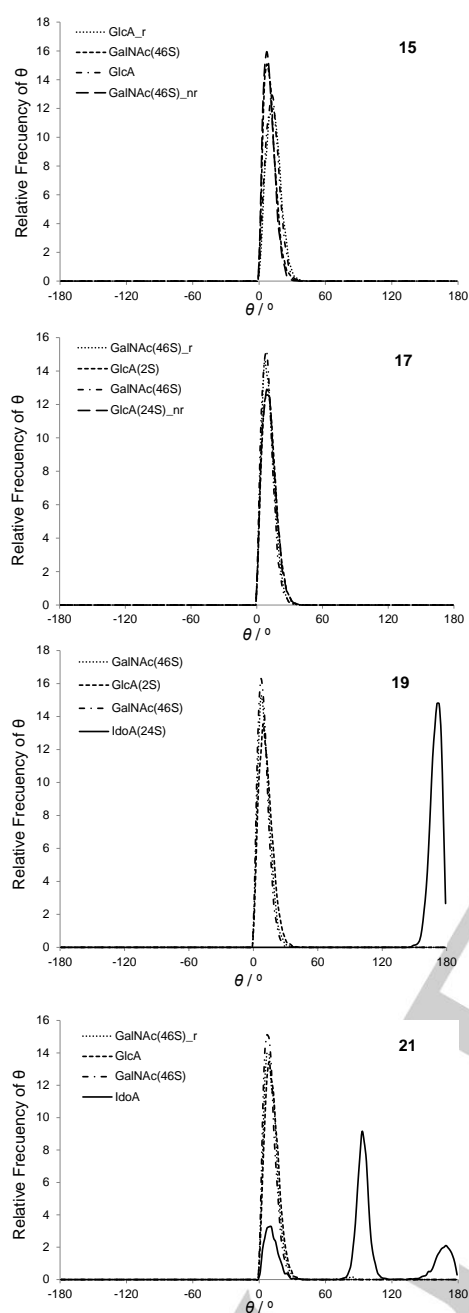 18
16
14
12
10
8
6
4
2
0
Relative Frecuency of θ
GlcA_r
GalNAc(46S)
GlcA
GalNAc(46S)_nr
15
-180 -120 -60 0 60 120 180
θ / º
16
14
12
10
8
6
4
2
0
Relative Frecuency of θ
GalNAc(46S)_r
GlcA(2S)
GalNAc(46S)
GlcA(24S)_nr
17
-180 -120 -60 0 60 120 180
θ / º
18
16
14
12
10
8
6
4
2
0
Relative Frecuency of θ
GalNAc(46S)
GlcA(2S)
GalNAc(46S)
IdoA(24S)
19
-180 -120 -60 0 60 120 180
θ / º
16
14
12
10
8
6
4
2
0
Relative Frecuency of θ
GalNAc(46S)_r
GlcA
GalNAc(46S)
IdoA
21
-180 -120 -60 0 60 120 180
θ / º